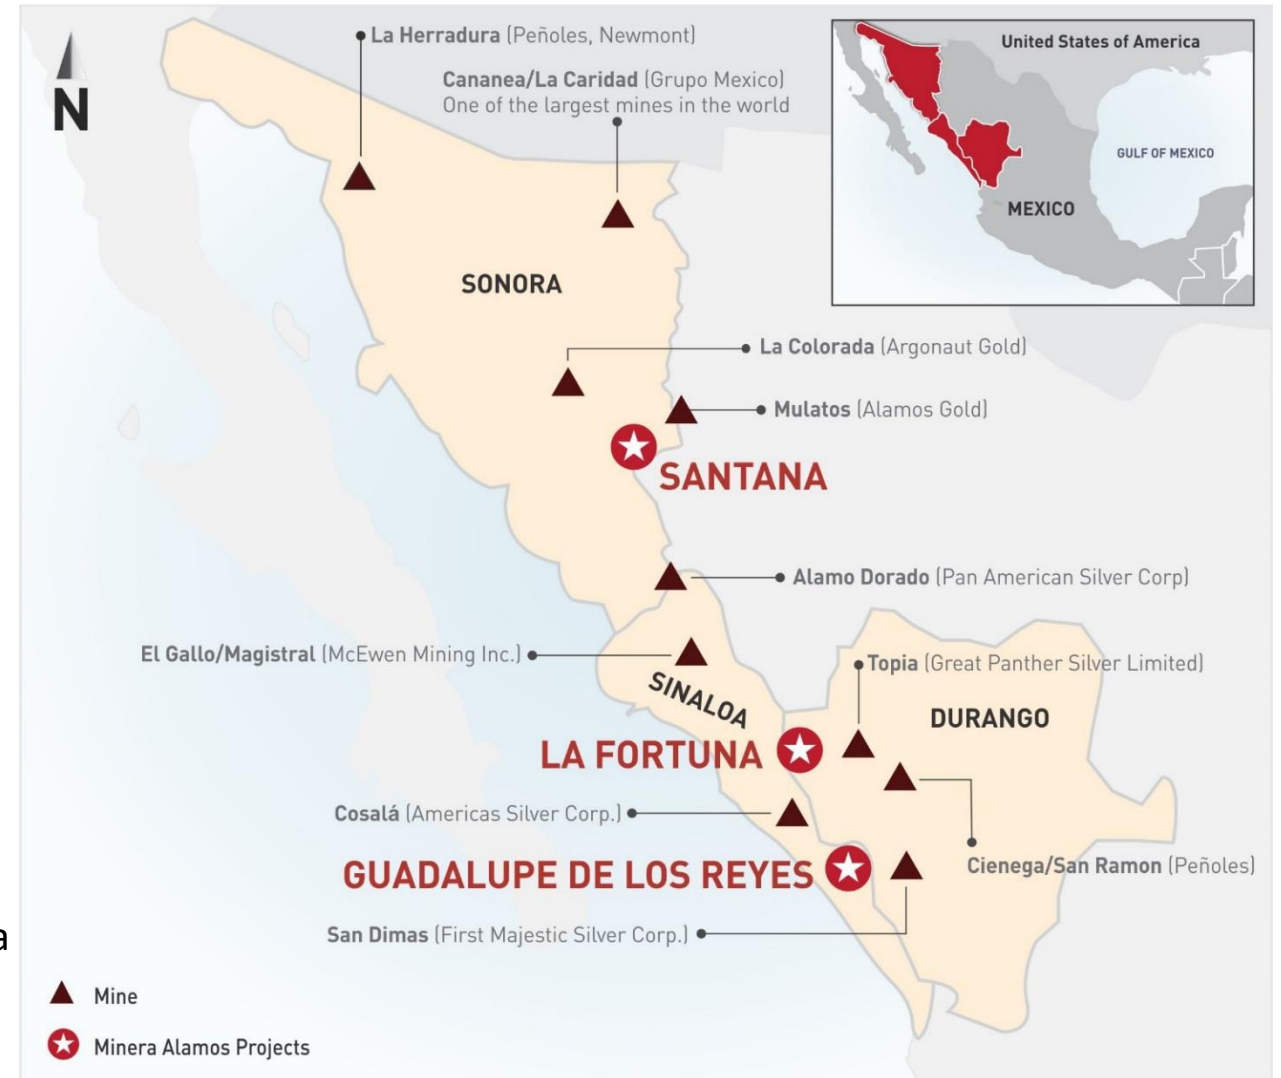 La Herradura (Peñoles, Newmont)
Cananea/La Caridad (Grupo Mexico)
One of the largest mines in the world
N
United States of America
GULF OF MEXICO
MEXICO
SONORA
La Colorada (Argonaut Gold)
Mulatos (Alamos Gold)
SANTANA
Alamo Dorado (Pan American Silver Corp)
El Gallo/Magistral (McEwen Mining Inc.)
Topia (Great Panther Silver Limited)
SINALOA
DURANGO
LA FORTUNA
Cosalá (Americas Silver Corp.)
Cienega/San Ramon (Peñoles)
GUADALUPE DE LOS REYES
San Dimas (First Majestic Silver Corp.)
a
Mine
Minera Alamos Projects